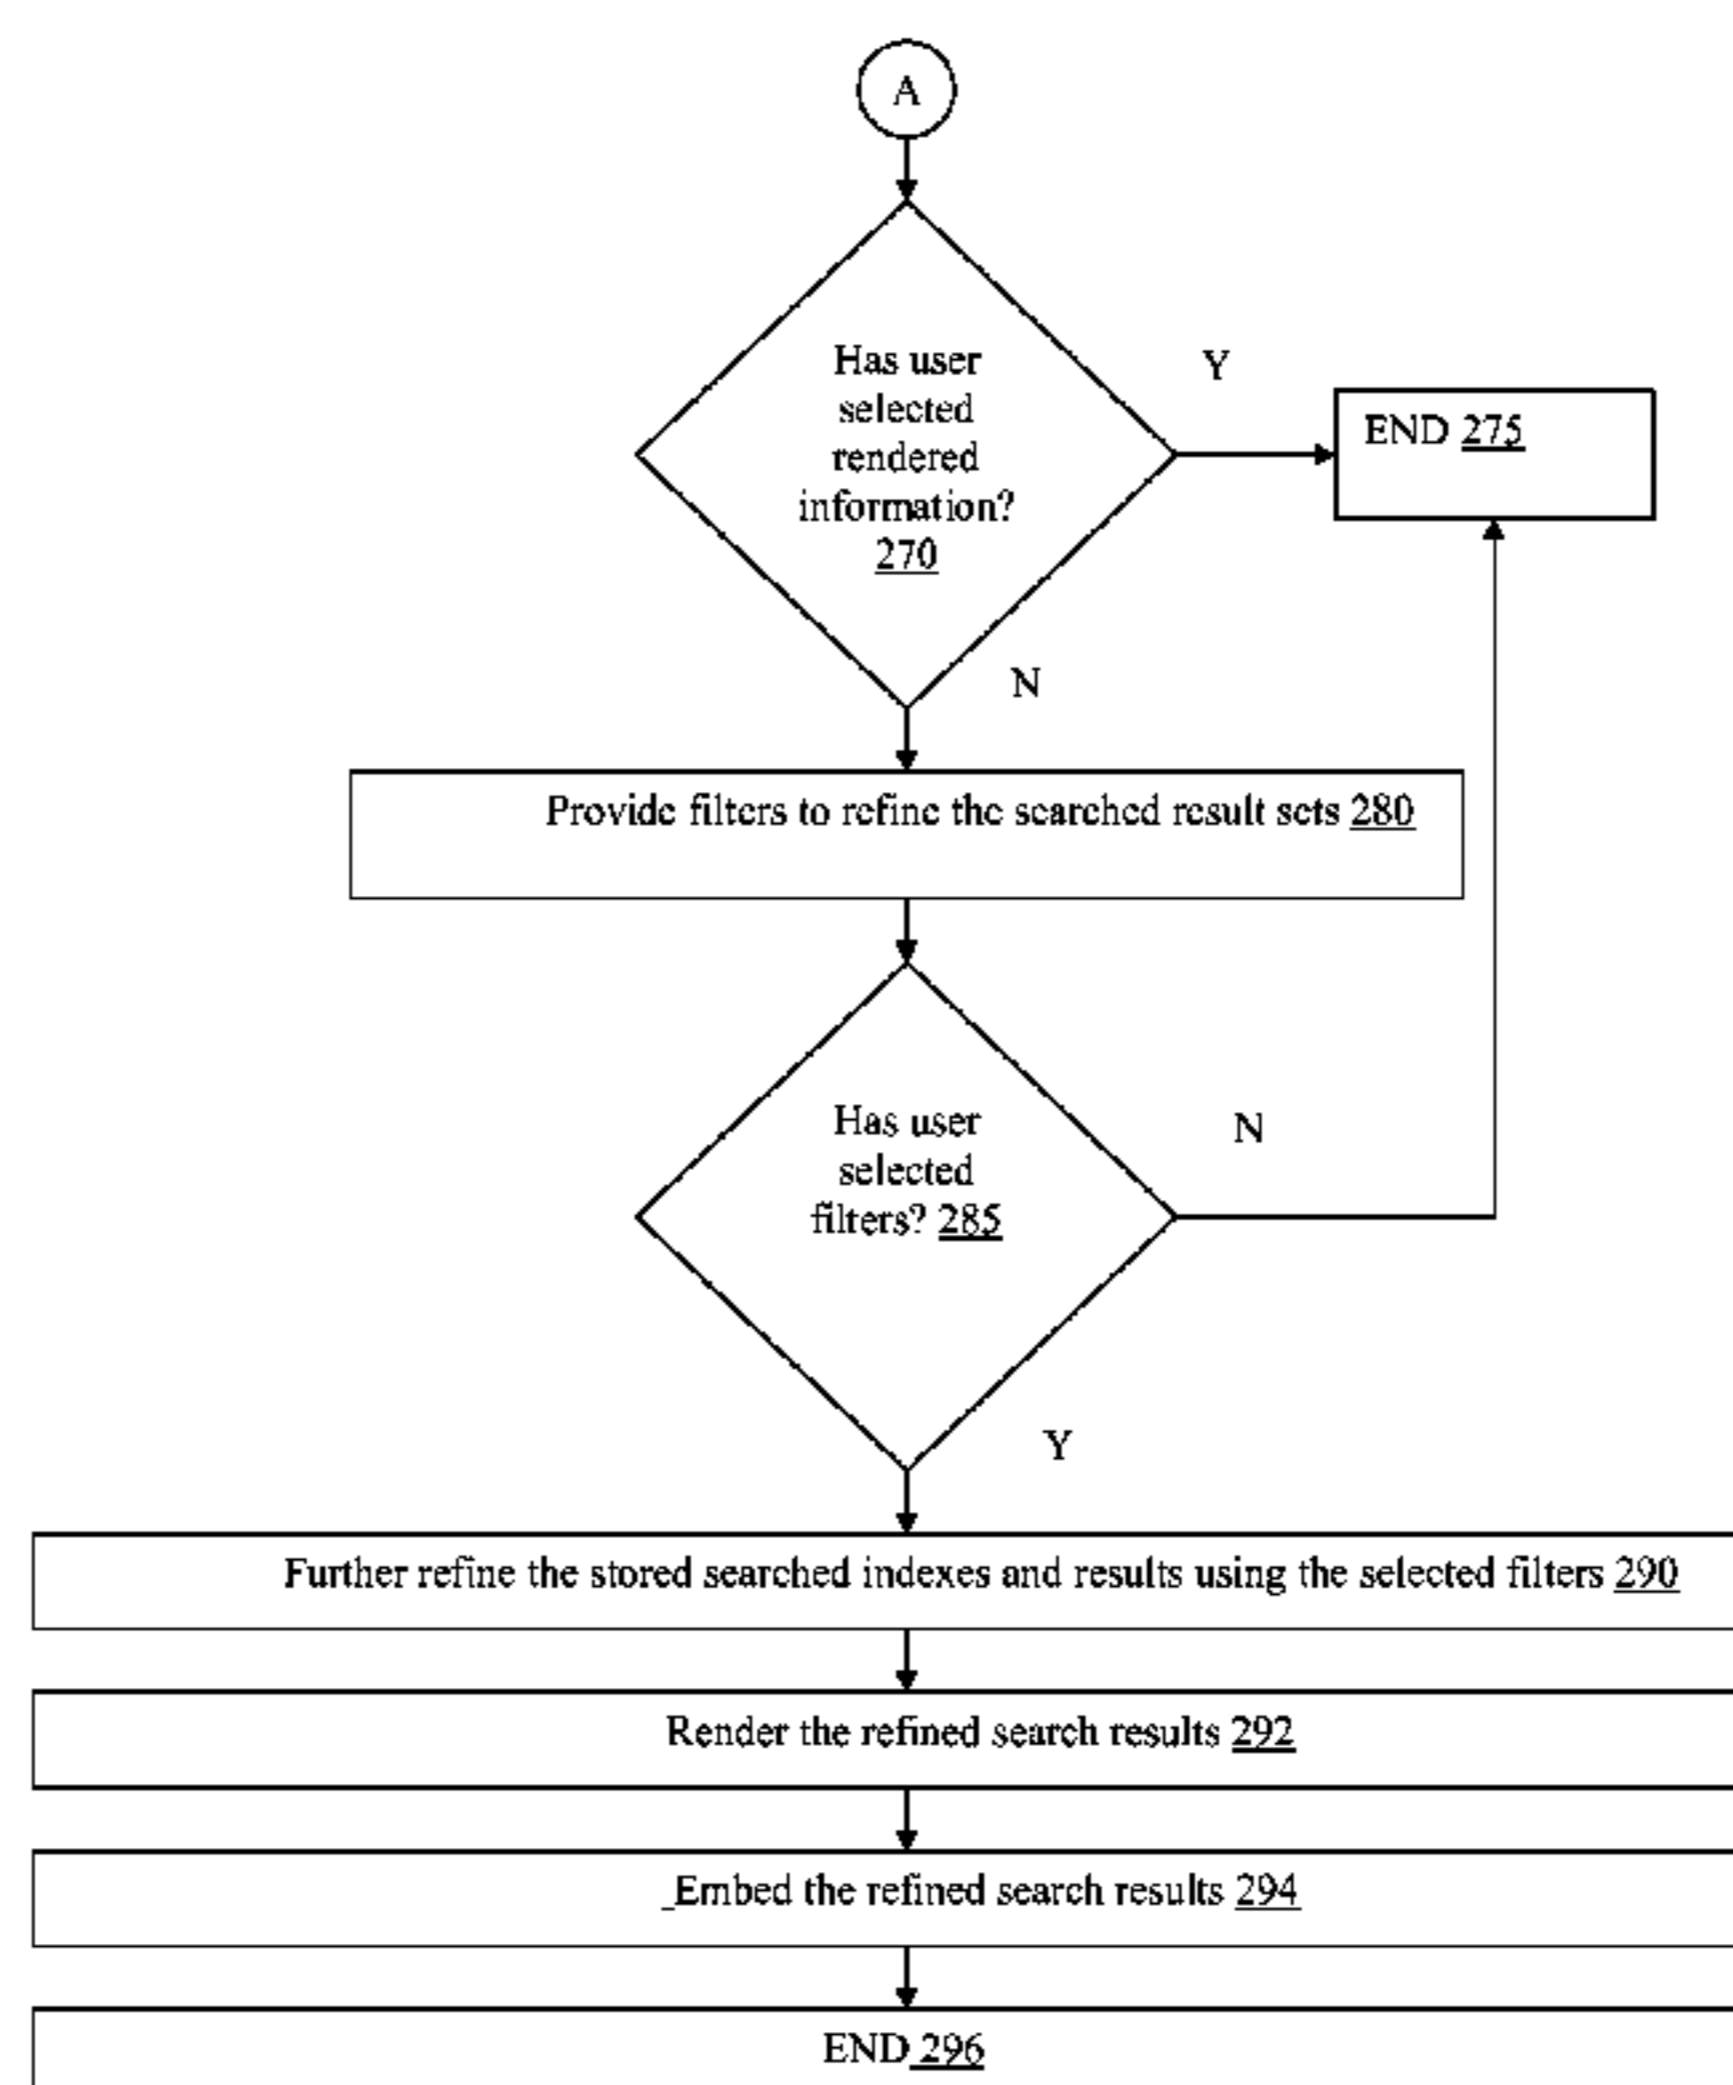 A
Has user
selected
rendered
information?
270
Y
END 275
N
Provide filters to refine the searched result sets 280
Has user
selected
filters? 285
N
Y
Further refine the stored searched indexes and results using the selected filters 290
Render the refined search results 292
Embed the refined search results 294
END 296